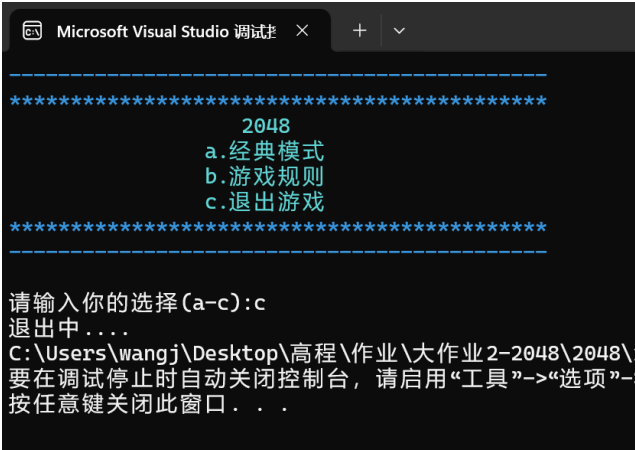 Microsoft Visual Studio 调试
--------------------------------------------
********************************************
2048
a.经典模式
b.游戏规则
c.退出游戏
********************************************
--------------------------------------------
请输入你的选择(a-c):c
退出中....
C:\Users\wangj\Desktop\高程\作业\大作业2-2048\2048\
要在调试停止时自动关闭控制台，请启用“工具”->“选项”-
按任意键关闭此窗口. . .